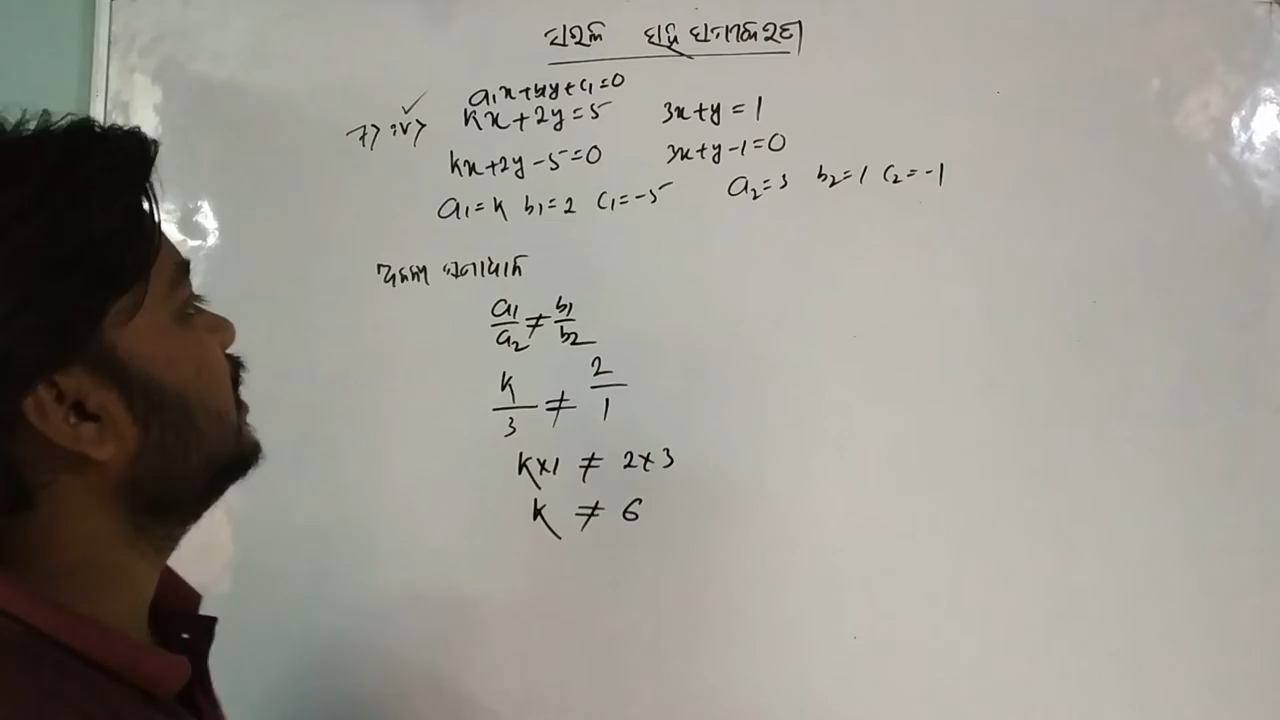 a₁x+b₁y+c₁=0
7> iv> ✓ kx+2y=5 3x+y=1
kx+2y-5=0 3x+y-1=0
a₁=k b₁=2 c₁=-5 a₂=3 b₂=1 c₂=-1
a₁/a₂ ≠ b₁/b₂
k/3 ≠ 2/1
k×1 ≠ 2×3
k ≠ 6